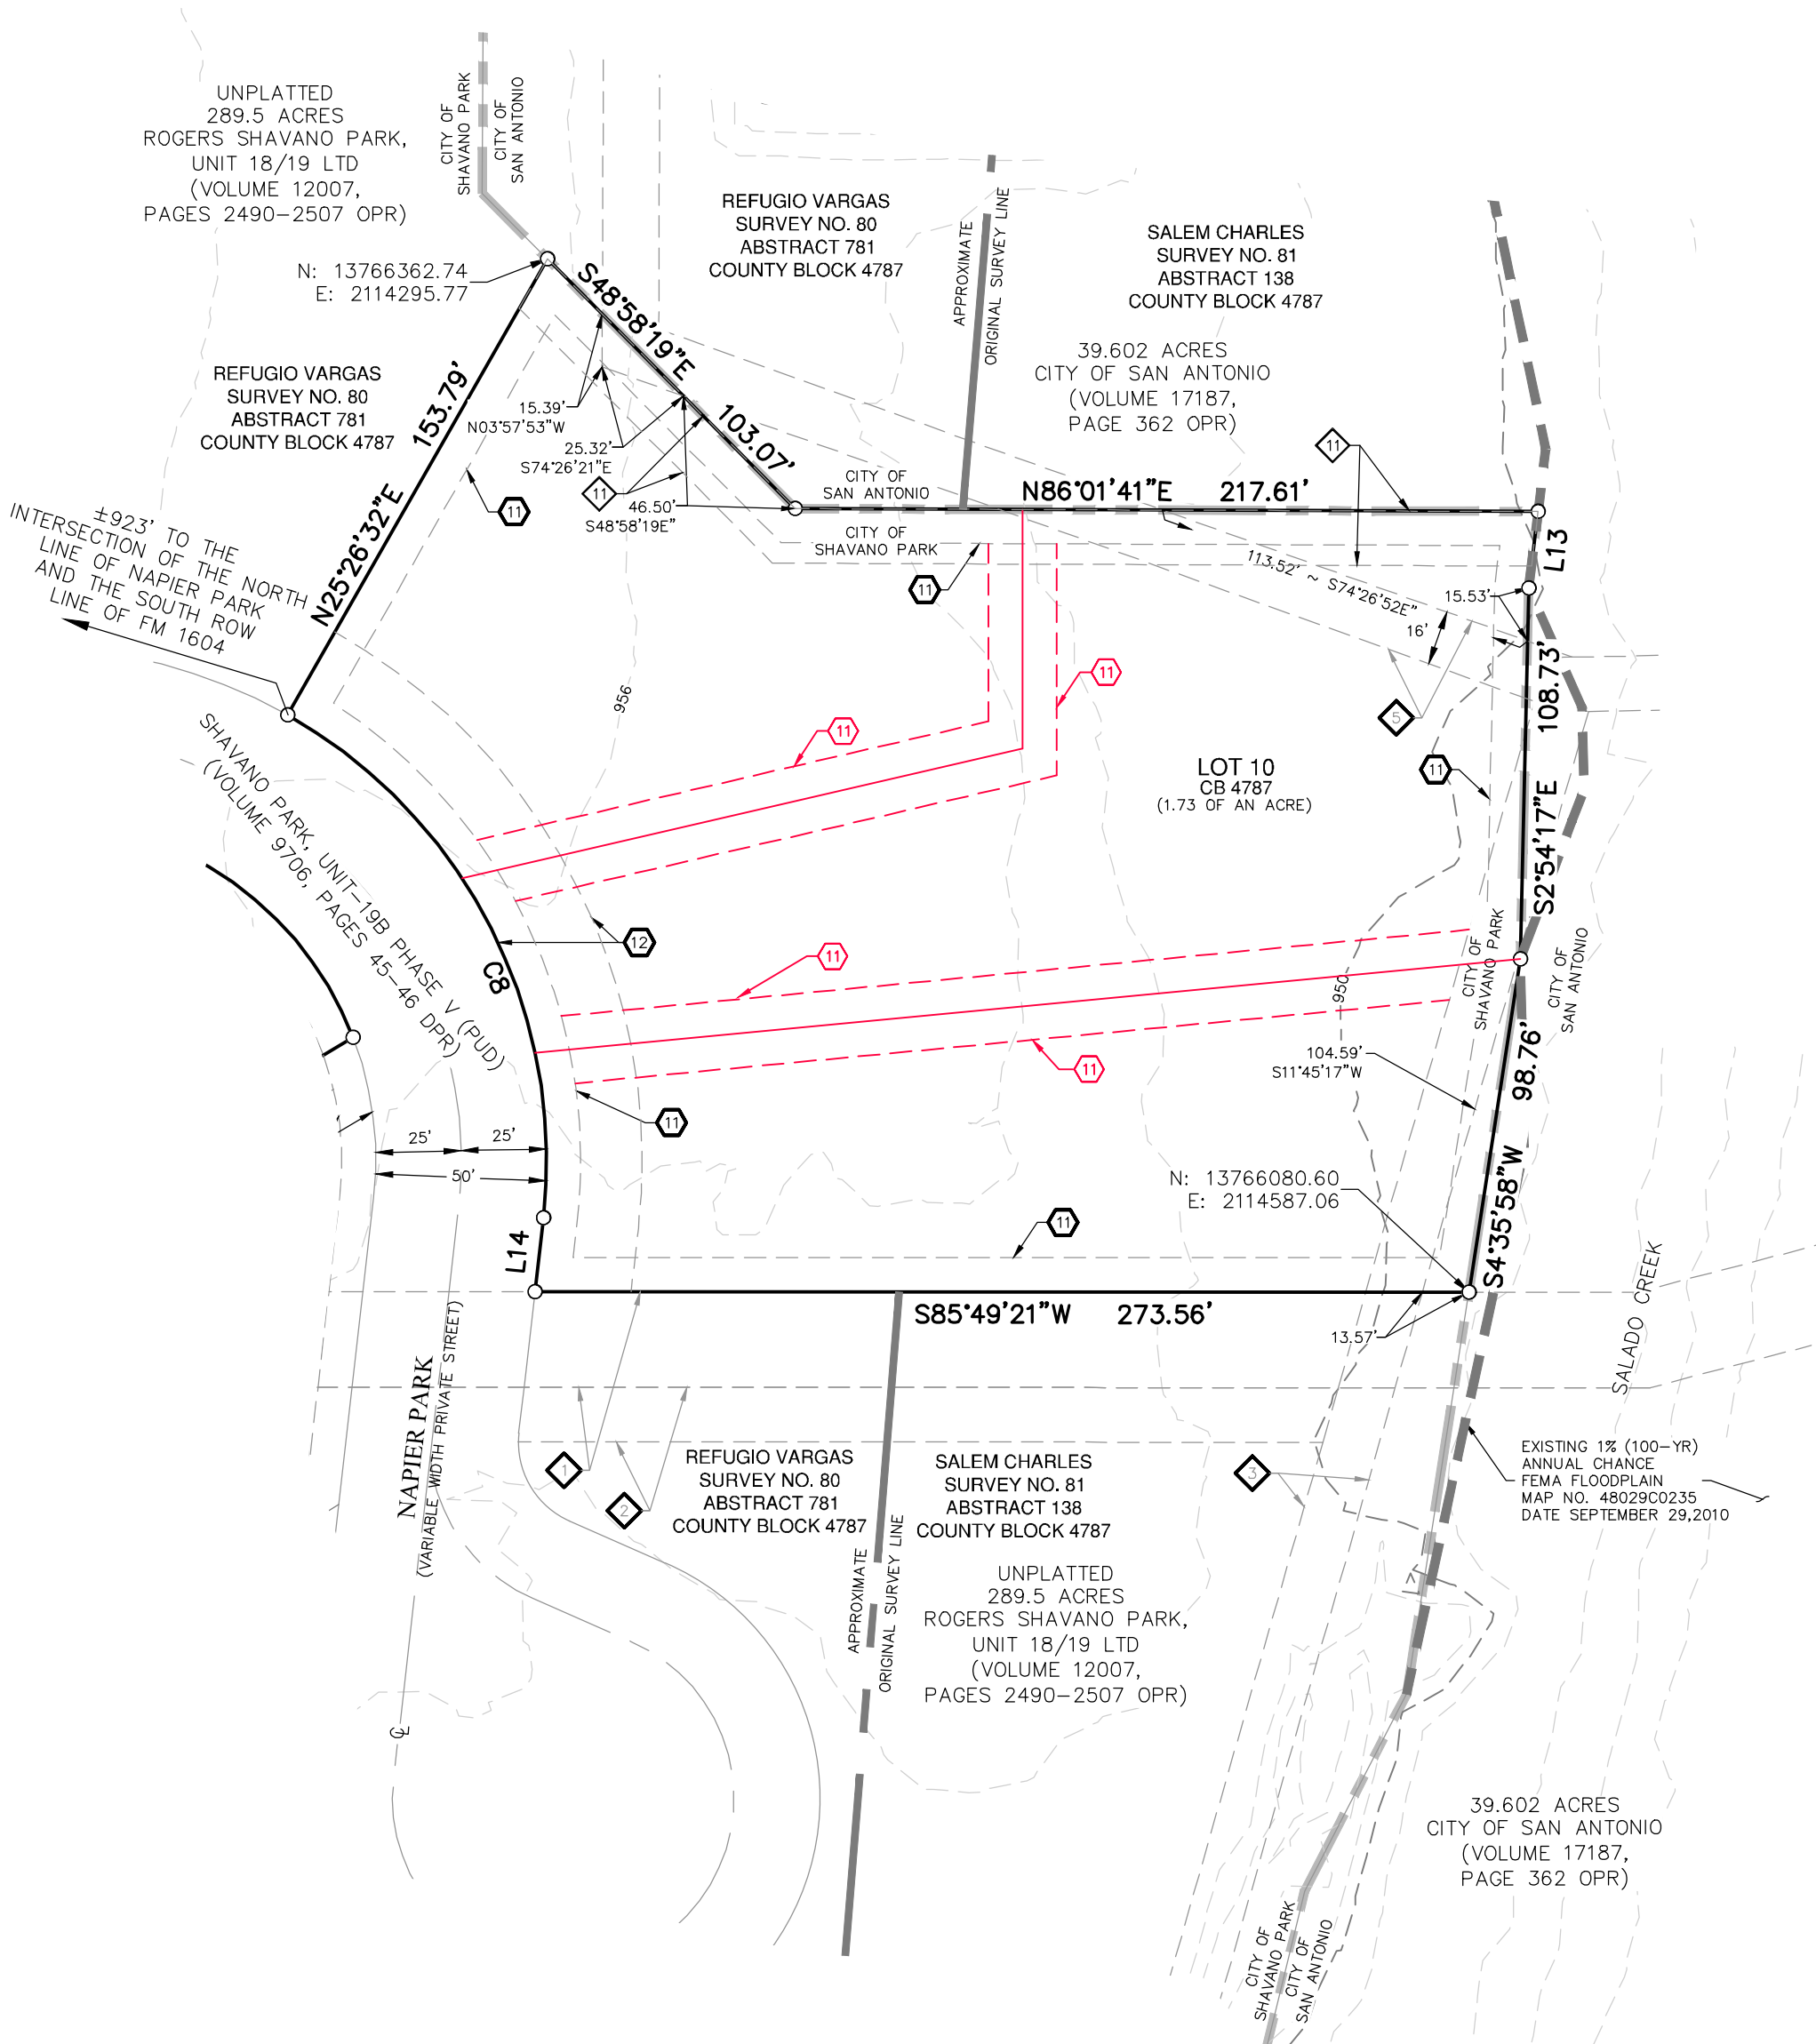 UNPLATTED
289.5 ACRES
ROGERS SHAVANO PARK,
UNIT 18/19 LTD
(VOLUME 12007,
PAGES 2490-2507 OPR)
CITY OF
SHAVANO PARK
CITY OF
SAN ANTONIO
REFUGIO VARGAS
SURVEY NO. 80
ABSTRACT 781
COUNTY BLOCK 4787
APPROXIMATE
ORIGINAL SURVEY LINE
SALEM CHARLES
SURVEY NO. 81
ABSTRACT 138
COUNTY BLOCK 4787
N: 13766362.74
E: 2114295.77
S48°58'19"E
103.07'
39.602 ACRES
CITY OF SAN ANTONIO
(VOLUME 17187,
PAGE 362 OPR)
REFUGIO VARGAS
SURVEY NO. 80
ABSTRACT 781
COUNTY BLOCK 4787
N25°26'32"E
153.79'
15.39'
N03°57'53"W
25.32'
S74°26'21"E
11
46.50'
S48°58'19E"
11
11
CITY OF
SAN ANTONIO
N86°01'41"E 217.61'
CITY OF
SHAVANO PARK
L13
±923' TO THE
INTERSECTION OF THE NORTH
LINE OF NAPIER PARK
AND THE SOUTH ROW
LINE OF FM 1604
11
113.52' ~ S74°26'52E"
15.53'
16'
5
11
11
956
108.73'
S2°54'17"E
LOT 10
CB 4787
(1.73 OF AN ACRE)
11
SHAVANO PARK, UNIT-19B PHASE V (PUD)
(VOLUME 9706, PAGES 45-46 DPR)
C8
12
11
950
CITY OF
SHAVANO PARK
CITY OF
SAN ANTONIO
11
104.59'
S11°45'17"W
98.76'
S4°35'58"W
11
25'
25'
50'
N: 13766080.60
E: 2114587.06
11
L14
S85°49'21"W 273.56'
13.57'
SALADO CREEK
NAPIER PARK
(VARIABLE WIDTH PRIVATE STREET)
1
2
REFUGIO VARGAS
SURVEY NO. 80
ABSTRACT 781
COUNTY BLOCK 4787
SALEM CHARLES
SURVEY NO. 81
ABSTRACT 138
COUNTY BLOCK 4787
3
EXISTING 1% (100-YR)
ANNUAL CHANCE
FEMA FLOODPLAIN
MAP NO. 48029C0235
DATE SEPTEMBER 29,2010
APPROXIMATE
ORIGINAL SURVEY LINE
UNPLATTED
289.5 ACRES
ROGERS SHAVANO PARK,
UNIT 18/19 LTD
(VOLUME 12007,
PAGES 2490-2507 OPR)
℄
39.602 ACRES
CITY OF SAN ANTONIO
(VOLUME 17187,
PAGE 362 OPR)
CITY OF
SHAVANO PARK
CITY OF
SAN ANTONIO